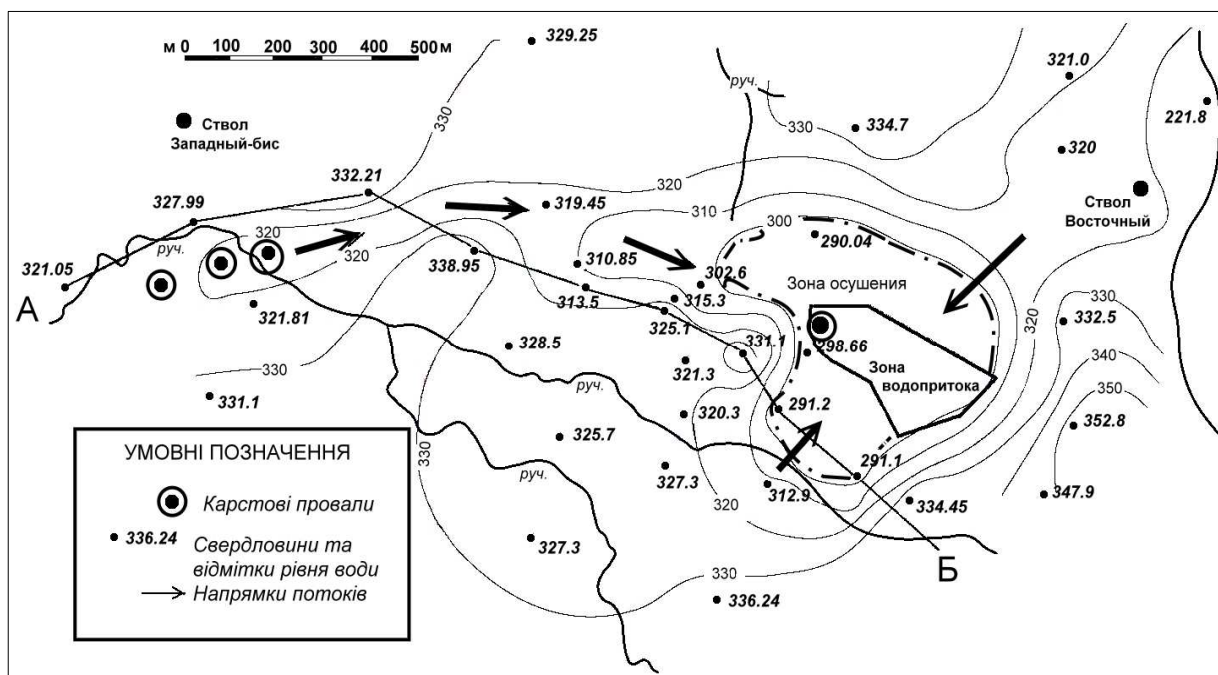 м 0 100 200 300 400 500 м
329.25
321.0
221.8
руч.
330
330
334.7
320
Ствол
Западный-бис
332.21
327.99
320
319.45
310
Ствол
Восточный
руч.
320
320
300
290.04
338.95
310.85
302.6
Зона осушения
321.05
313.5
315.3
330
А
321.81
325.1
320
332.5
331.1
298.66
340
328.5
Зона
водопритока
321.3
350
330
руч.
331.1
320.3
291.2
352.8
325.7
330
руч.
327.3
291.1
312.9
347.9
320
334.45
327.3
Б
330
336.24
УМОВНІ ПОЗНАЧЕННЯ
Карстові провали
336.24 Свердловини та
відмітки рівня води
Напрямки потоків